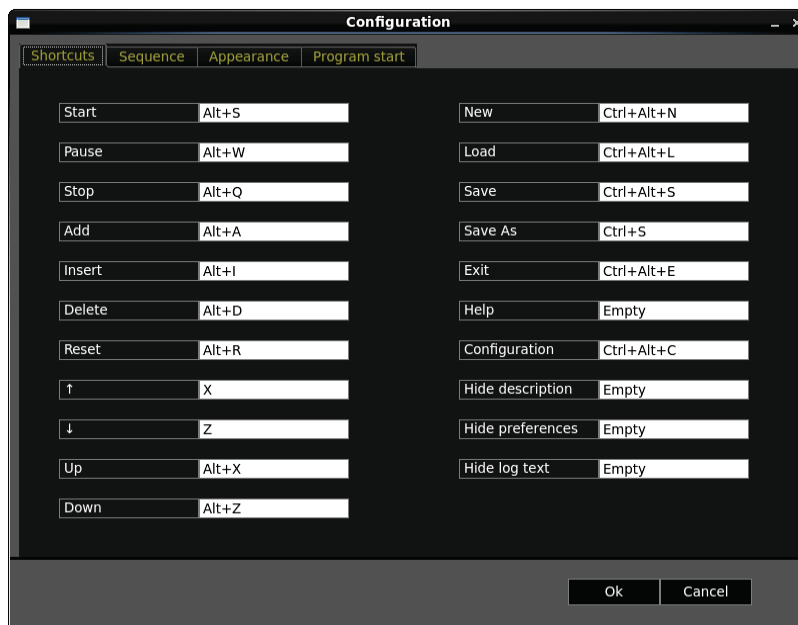 Configuration
Shortcuts Sequence Appearance Program start
Start Alt+S New Ctrl+Alt+N
Pause Alt+W Load Ctrl+Alt+L
Stop Alt+Q Save Ctrl+Alt+S
Add Alt+A Save As Ctrl+S
Insert Alt+I Exit Ctrl+Alt+E
Delete Alt+D Help Empty
Reset Alt+R Configuration Ctrl+Alt+C
↑ X Hide description Empty
↓ Z Hide preferences Empty
Up Alt+X Hide log text Empty
Down Alt+Z
Ok Cancel